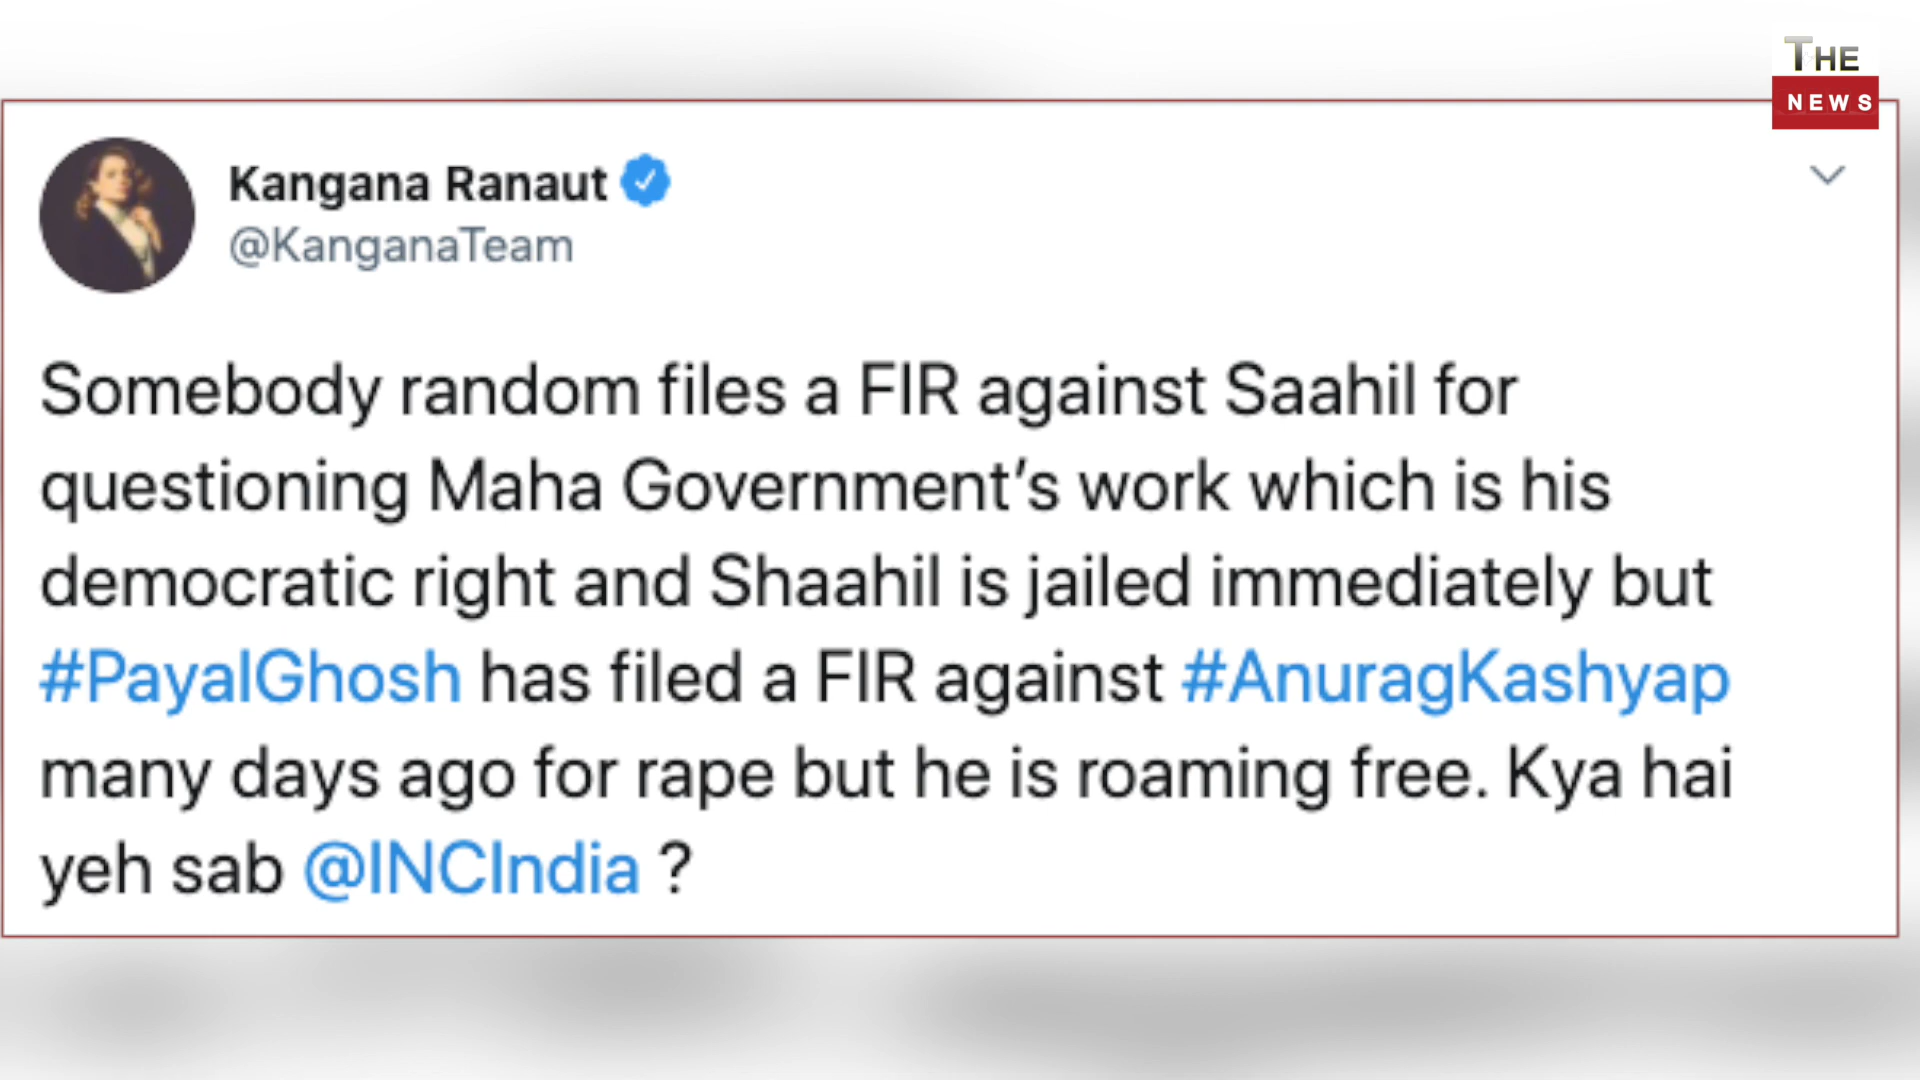 THE
NEWS
Kangana Ranaut
@KanganaTeam
Somebody random files a FIR against Saahil for
questioning Maha Government’s work which is his
democratic right and Shaahil is jailed immediately but
#PayalGhosh has filed a FIR against #AnuragKashyap
many days ago for rape but he is roaming free. Kya hai
yeh sab @INCIndia ?